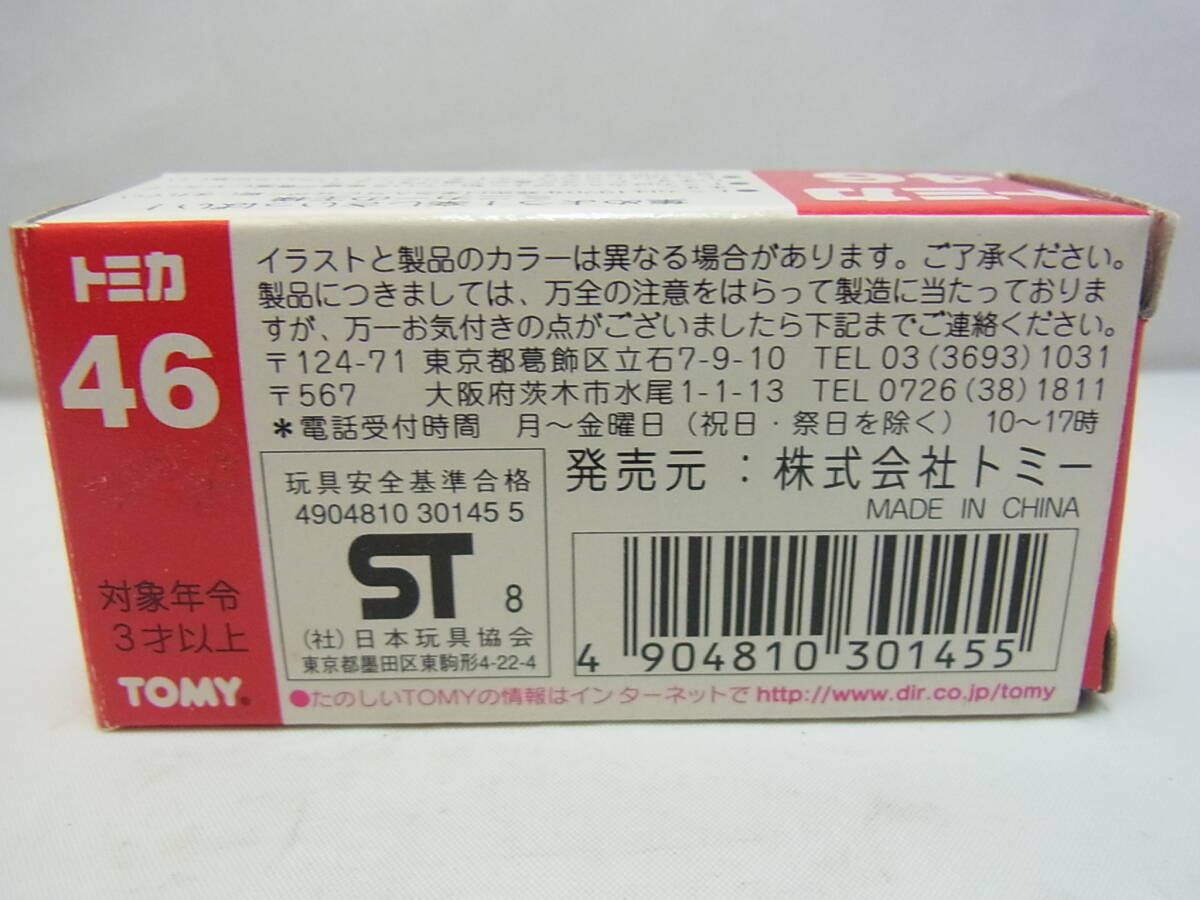 トミカ
46
トミカ
46
対象年令
3才以上
TOMY
イラストと製品のカラーは異なる場合があります。ご了承ください。
製品につきましては、万全の注意をはらって製造に当たっておりま
すが、万一お気付きの点がございましたら下記までご連絡ください。
〒124-71 東京都葛飾区立石7-9-10 TEL 03(3693)1031
〒567 大阪府茨木市水尾1-1-13 TEL 0726(38)1811
*電話受付時間 月〜金曜日(祝日・祭日を除く) 10〜17時
玩具安全基準合格
4904810 30145 5
ST 8
(社)日本玩具協会
東京都墨田区東駒形4-22-4
発売元:株式会社トミー
MADE IN CHINA
4 904810 301455
●たのしいTOMYの情報はインターネットで http://www.dir.co.jp/tomy